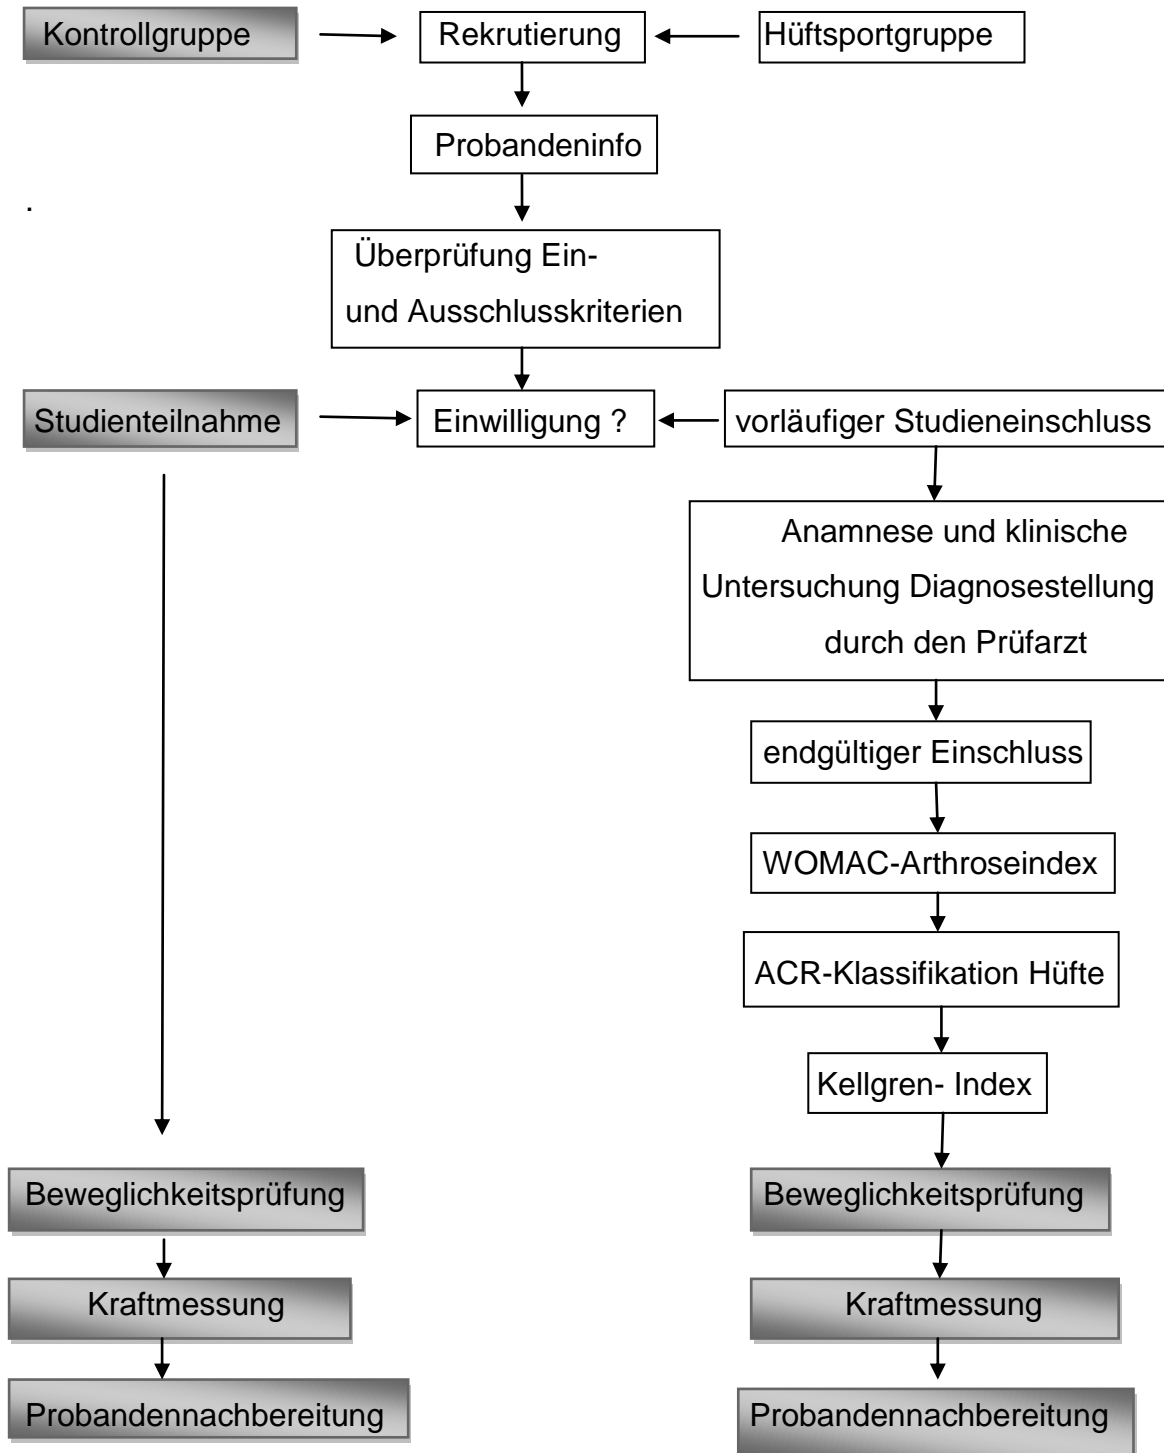 Kontrollgruppe
Rekrutierung
Hüftsportgruppe
Probandeninfo
.
Überprüfung Ein-
und Ausschlusskriterien
Studienteilnahme
Einwilligung ?
vorläufiger Studieneinschluss
Anamnese und klinische
Untersuchung Diagnosestellung
durch den Prüfarzt
endgültiger Einschluss
WOMAC-Arthroseindex
ACR-Klassifikation Hüfte
Kellgren- Index
Beweglichkeitsprüfung
Beweglichkeitsprüfung
Kraftmessung
Kraftmessung
Probandennachbereitung
Probandennachbereitung